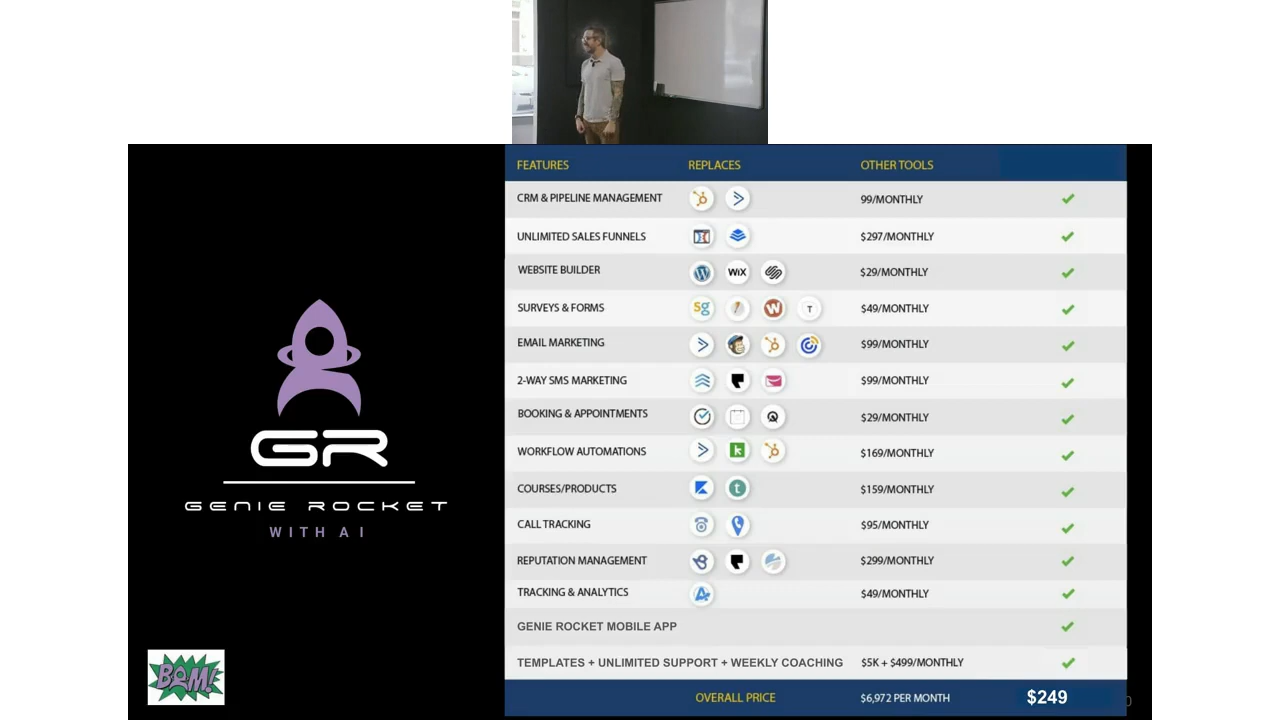 FEATURES REPLACES OTHER TOOLS
CRM & PIPELINE MANAGEMENT 99/MONTHLY
UNLIMITED SALES FUNNELS $297/MONTHLY
WEBSITE BUILDER WiX $29/MONTHLY
SURVEYS & FORMS sg W T $49/MONTHLY
EMAIL MARKETING $99/MONTHLY
2-WAY SMS MARKETING $99/MONTHLY
BOOKING & APPOINTMENTS $29/MONTHLY
WORKFLOW AUTOMATIONS k $169/MONTHLY
COURSES/PRODUCTS t $159/MONTHLY
CALL TRACKING $95/MONTHLY
REPUTATION MANAGEMENT $299/MONTHLY
TRACKING & ANALYTICS $49/MONTHLY
GENIE ROCKET MOBILE APP
TEMPLATES + UNLIMITED SUPPORT + WEEKLY COACHING $5K + $499/MONTHLY
OVERALL PRICE $6,972 PER MONTH $249
GR
GENIE ROCKET
WITH AI
BAM!